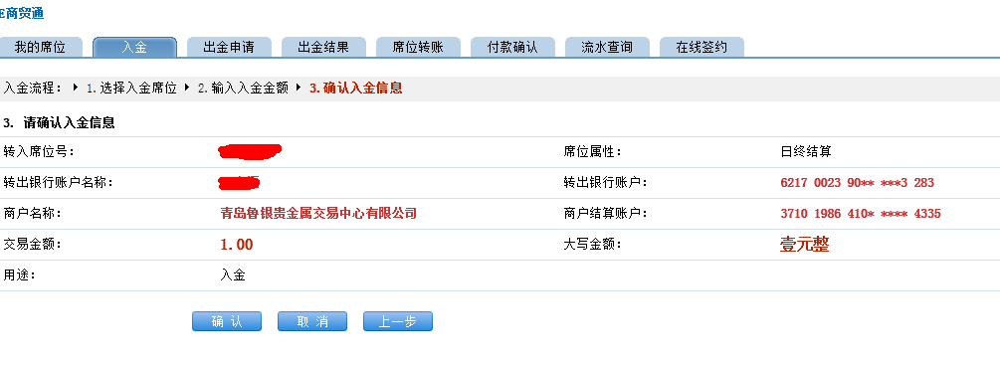 E商贸通
我的席位 入金 出金申请 出金结果 席位转账 付款确认 流水查询 在线签约
入金流程： 1.选择入金席位 2.输入入金金额 3.确认入金信息
3. 请确认入金信息
转入席位号： 席位属性： 日终结算
转出银行账户名称： 转出银行账户： 6217 0023 90** ***3 283
商户名称： 青岛鲁银贵金属交易中心有限公司 商户结算账户： 3710 1986 410* **** 4335
交易金额： 1.00 大写金额： 壹元整
用途： 入金
确 认 取 消 上一步